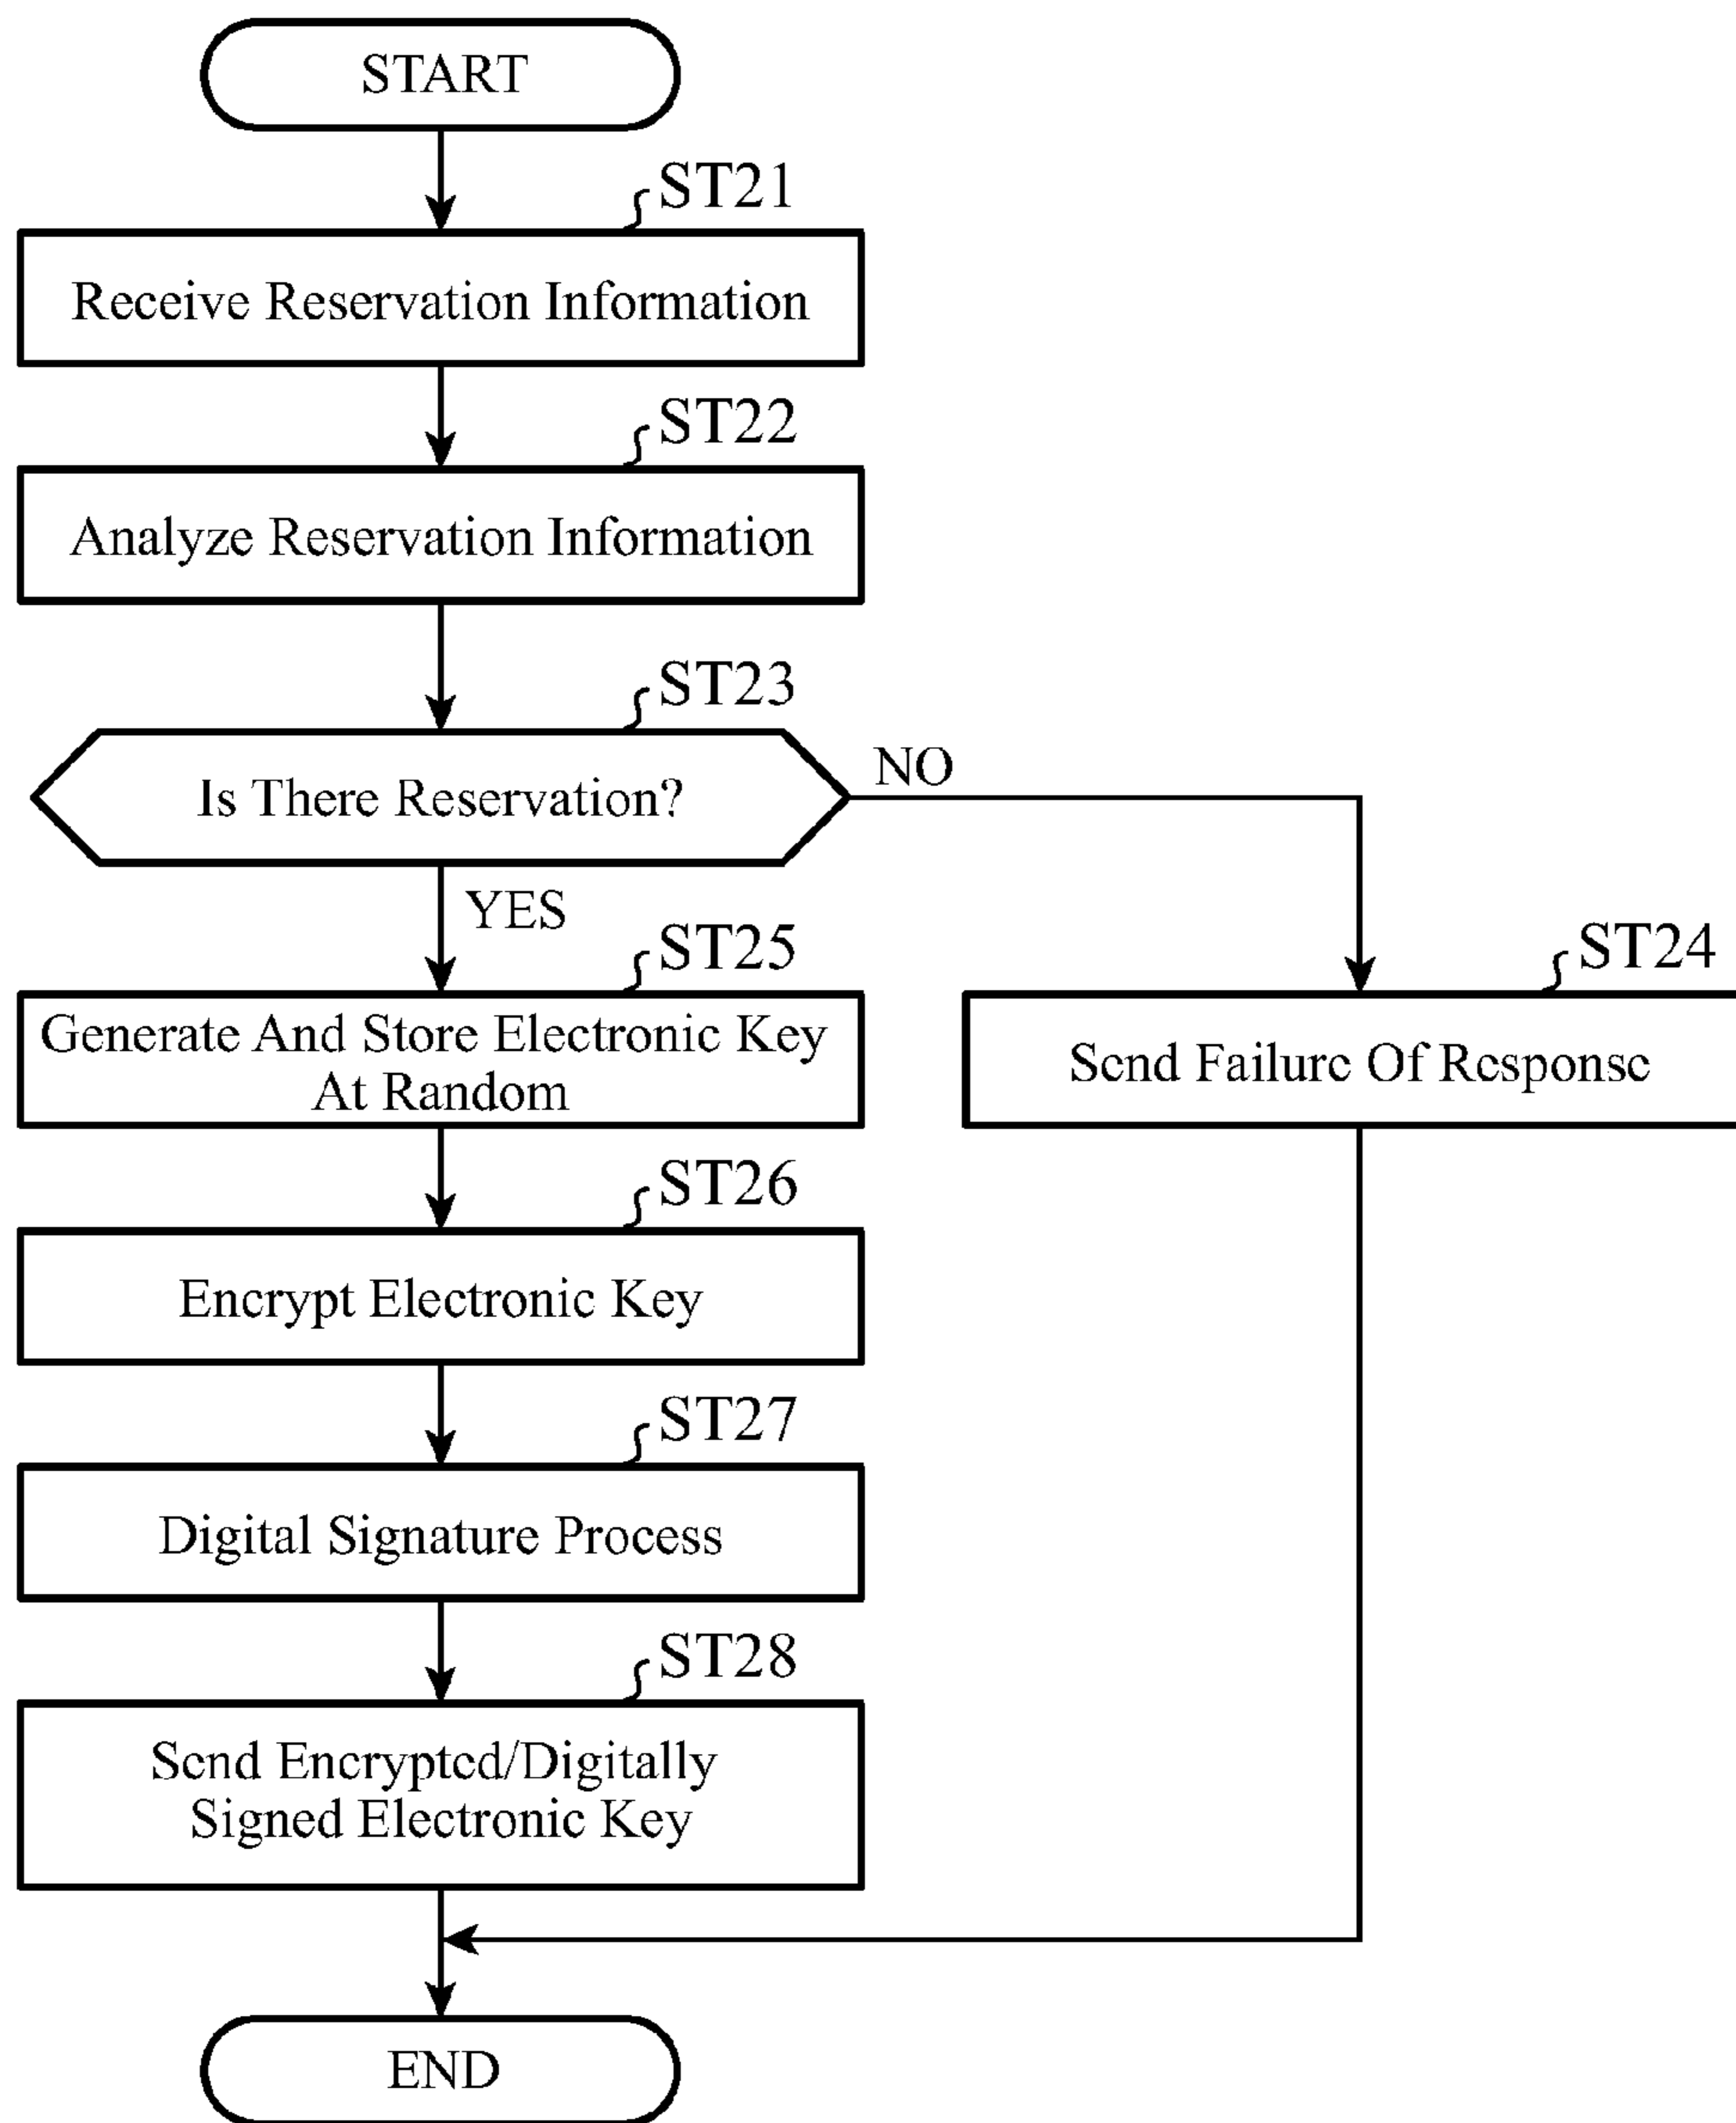 START
ST21
Receive Reservation Information
ST22
Analyze Reservation Information
ST23
Is There Reservation?
NO
YES
ST25
Generate And Store Electronic Key
At Random
ST24
Send Failure Of Response
ST26
Encrypt Electronic Key
ST27
Digital Signature Process
ST28
Send Encrypted/Digitally
Signed Electronic Key
END